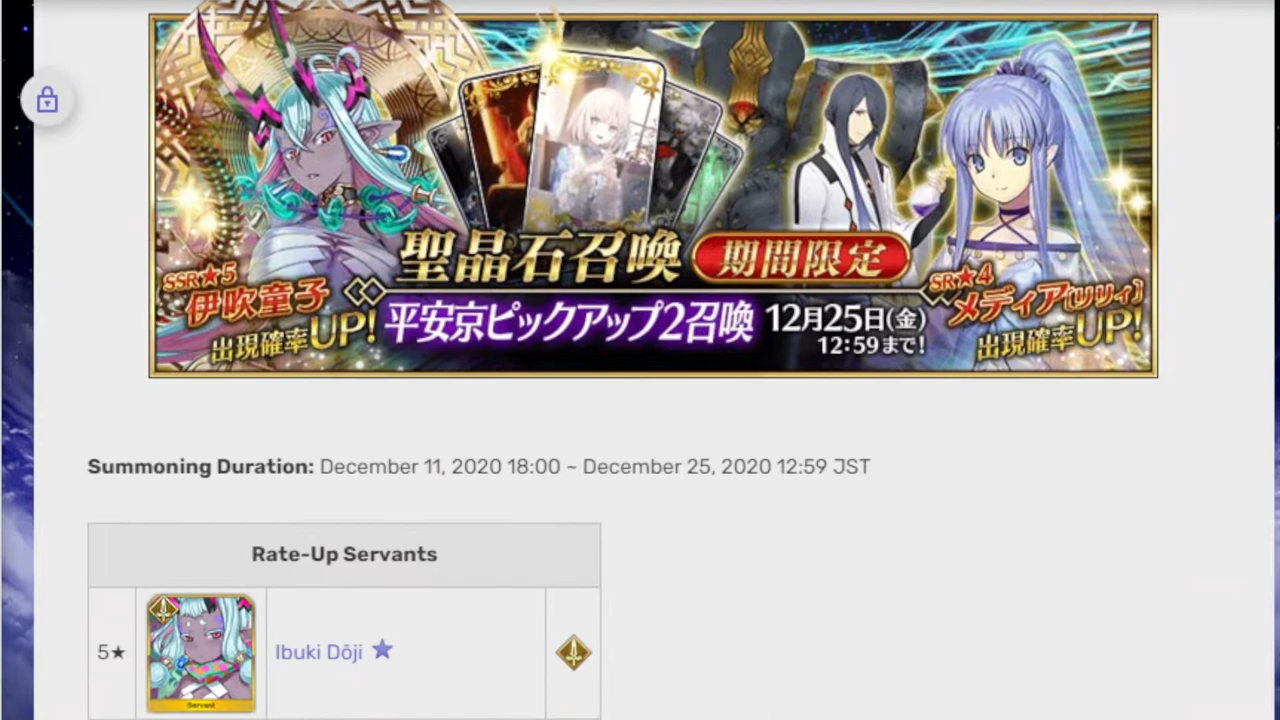 聖晶石召喚 期間限定
SSR★5
伊吹童子
出現確率UP!
平安京ピックアップ2召喚
12月25日(金)
12:59まで!
SR★4
メディア〔リリィ〕
出現確率UP!
Summoning Duration: December 11, 2020 18:00 ~ December 25, 2020 12:59 JST
Rate-Up Servants
5★ Ibuki Dōji ★
Servant